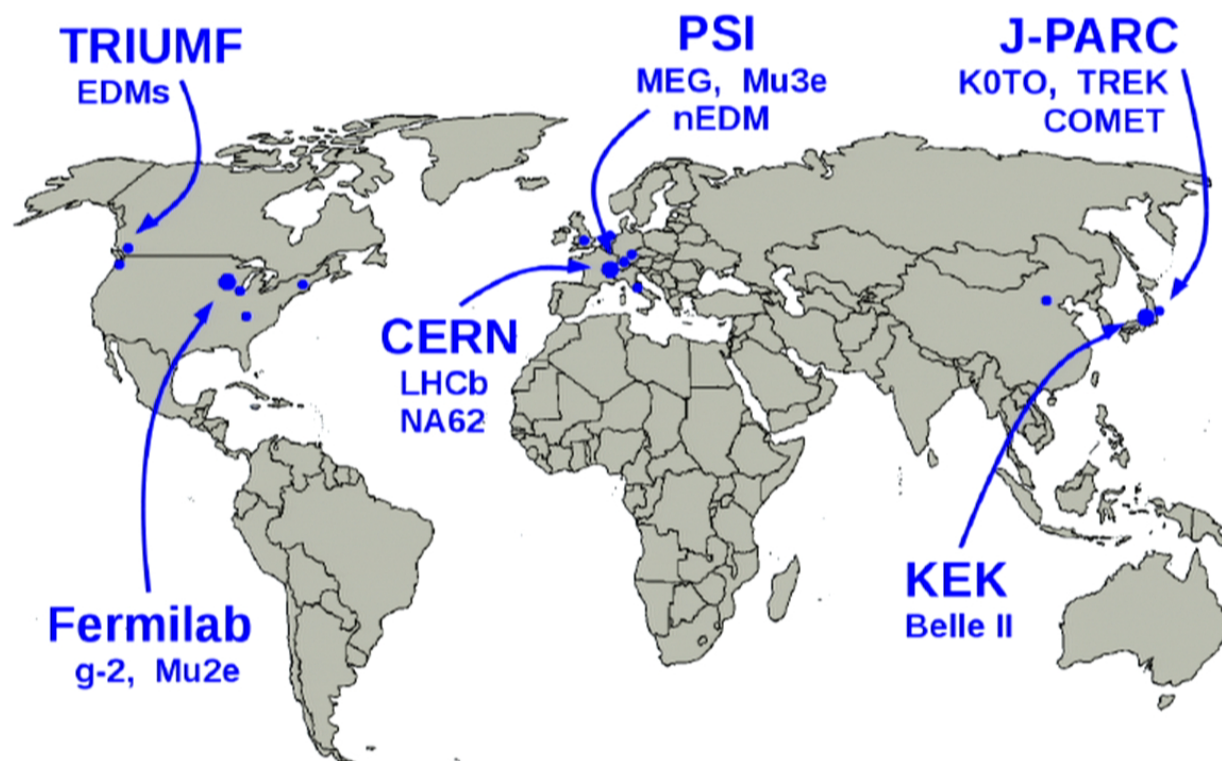 TRIUMF
EDMs
PSI
MEG, Mu3e
nEDM
J-PARC
K0TO, TREK
COMET
CERN
LHCb
NA62
KEK
Belle II
Fermilab
g-2, Mu2e